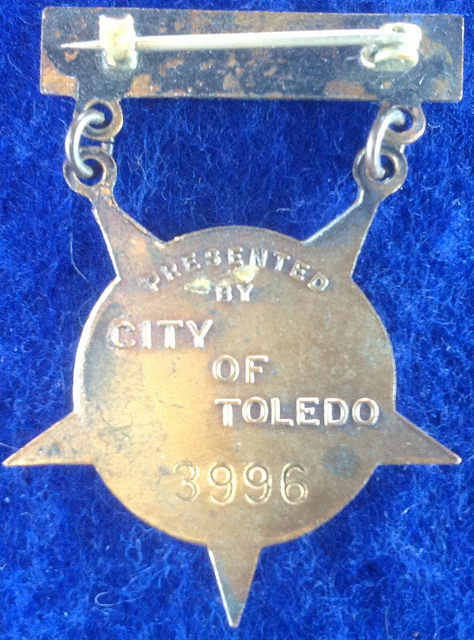 PRESENTED
BY
CITY
OF
TOLEDO
3996